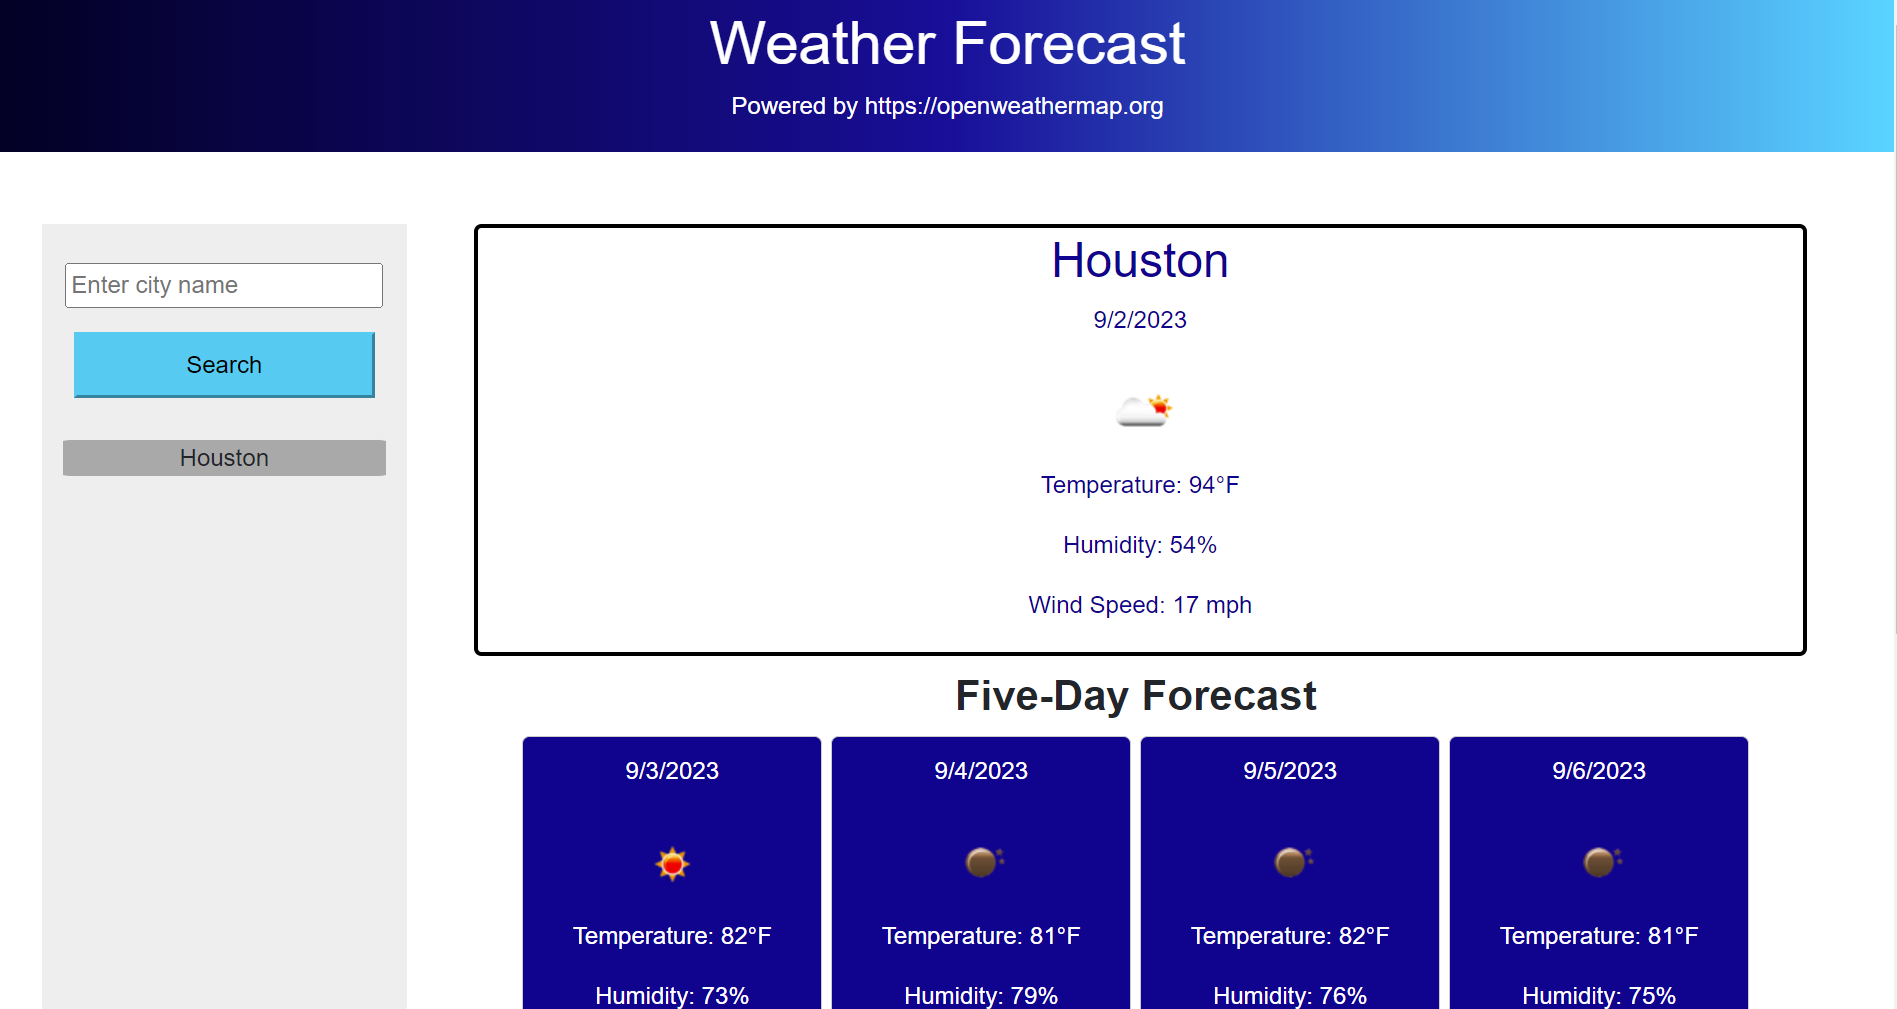 Weather Forecast
Powered by https://openweathermap.org
Enter city name
Search
Houston
Houston
9/2/2023
Temperature: 94°F
Humidity: 54%
Wind Speed: 17 mph
Five-Day Forecast
9/3/2023
Temperature: 82°F
Humidity: 73%
9/4/2023
Temperature: 81°F
Humidity: 79%
9/5/2023
Temperature: 82°F
Humidity: 76%
9/6/2023
Temperature: 81°F
Humidity: 75%